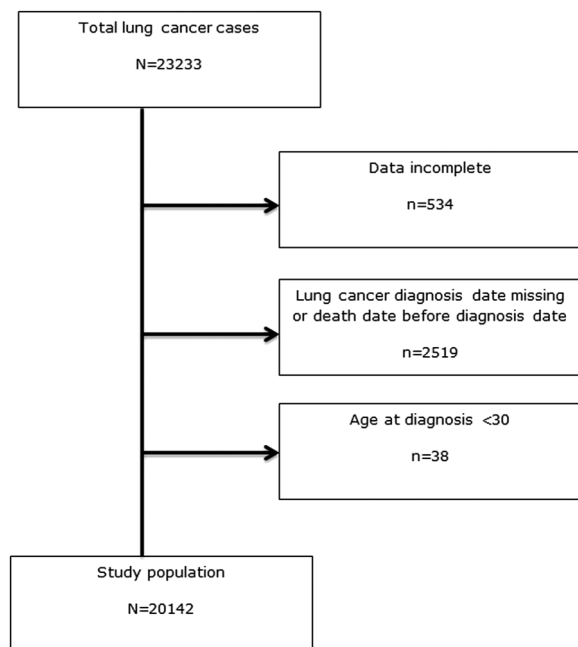 Total lung cancer cases
N=23233
Data incomplete
n=534
Lung cancer diagnosis date missing
or death date before diagnosis date
n=2519
Age at diagnosis <30
n=38
Study population
N=20142